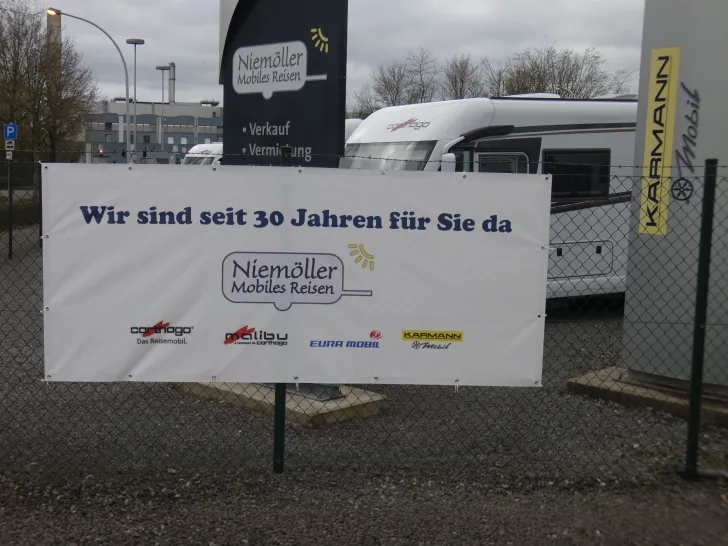 Niemöller
Mobiles Reisen
• Verkauf
• Vermietung
carthago
KARMANN
Mobil
P
Wir sind seit 30 Jahren für Sie da
Niemöller
Mobiles Reisen
carthago
Das Reisemobil.
malibu
carthago
EURA MOBIL
KARMANN
Mobil